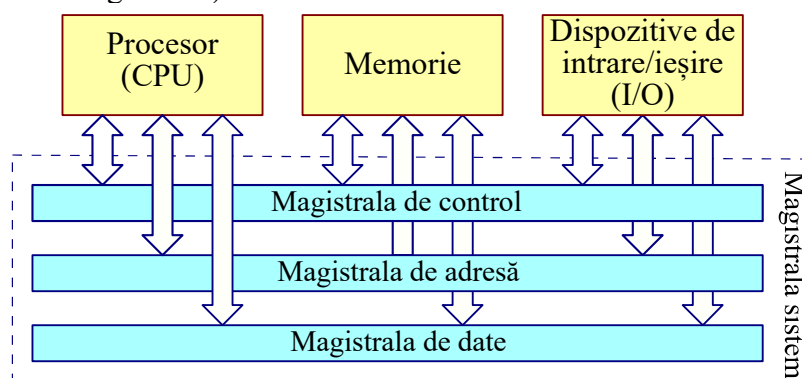 Procesor
(CPU)
Memorie
Dispozitive de
intrare/ieșire
(I/O)
Magistrala de control
Magistrala de adresă
Magistrala de date
Magistrala sistem